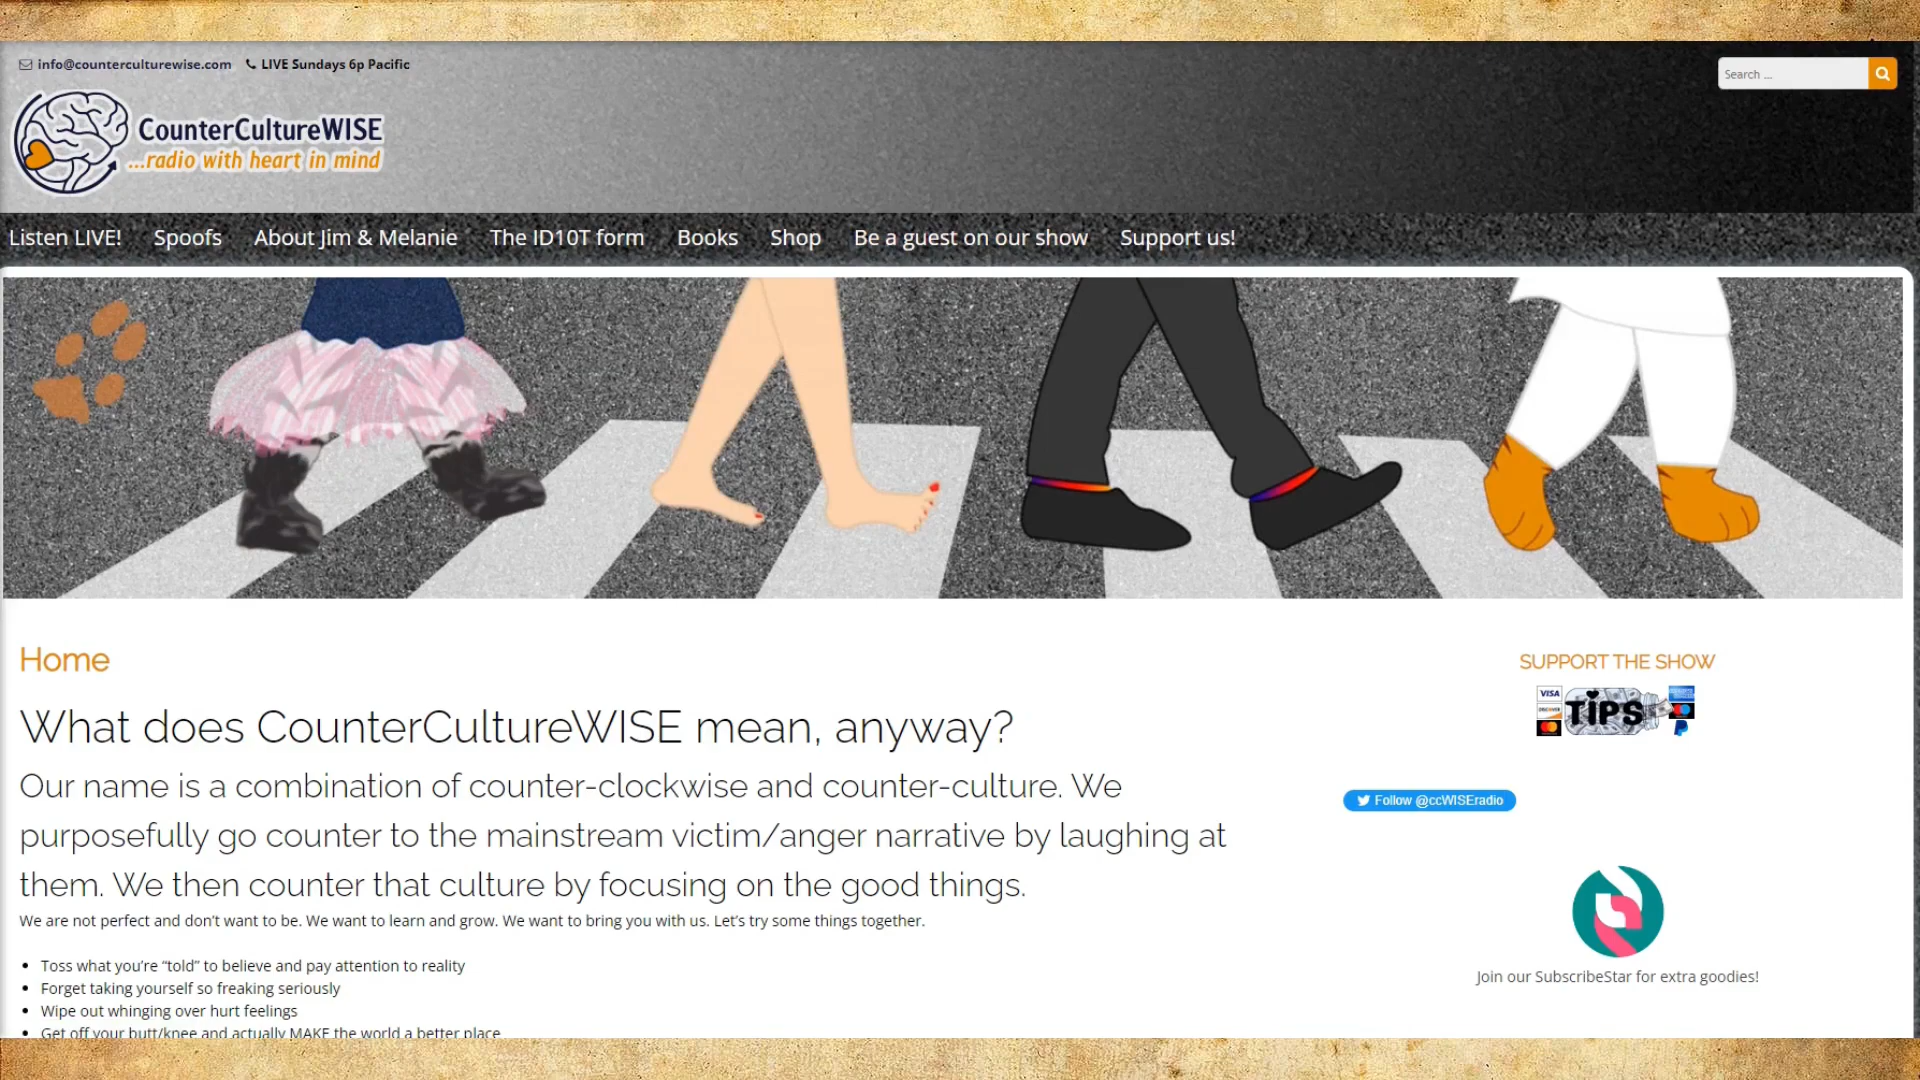 info@counterculturewise.com LIVE Sundays 6p Pacific
Search ...
CounterCultureWISE
...radio with heart in mind
Listen LIVE! Spoofs About Jim & Melanie The ID10T form Books Shop Be a guest on our show Support us!
Home
What does CounterCultureWISE mean, anyway?
Our name is a combination of counter-clockwise and counter-culture. We
purposefully go counter to the mainstream victim/anger narrative by laughing at
them. We then counter that culture by focusing on the good things.
We are not perfect and don't want to be. We want to learn and grow. We want to bring you with us. Let's try some things together.
Toss what you're “told” to believe and pay attention to reality
Forget taking yourself so freaking seriously
Wipe out whinging over hurt feelings
Get off your butt/knee and actually MAKE the world a better place
SUPPORT THE SHOW
VISA
DISCOVER
TIPS
Follow @ccWISEradio
Join our SubscribeStar for extra goodies!